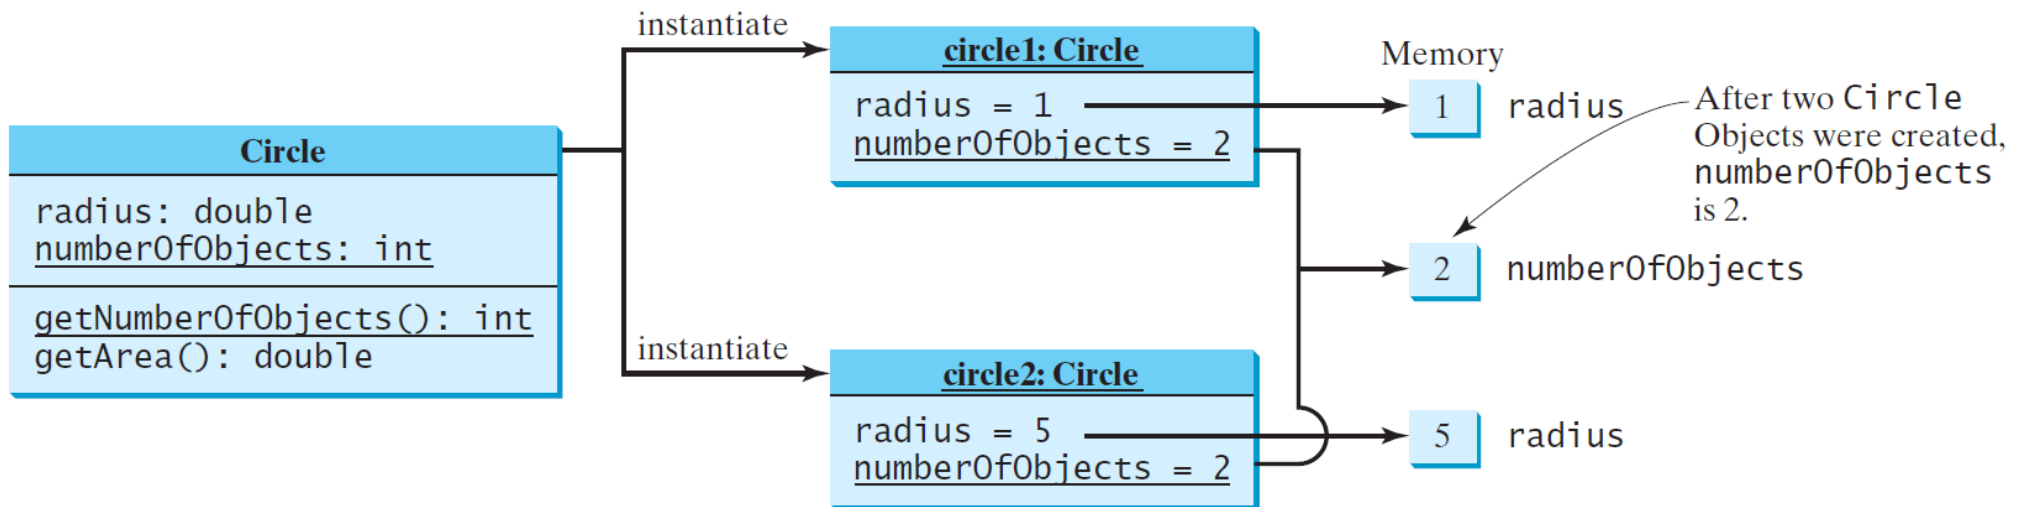 Circle
radius: double
numberOfObjects: int
getNumberOfObjects(): int
getArea(): double
instantiate
circle1: Circle
radius = 1
numberOfObjects = 2
instantiate
circle2: Circle
radius = 5
numberOfObjects = 2
Memory
1 radius
2 numberOfObjects
5 radius
After two Circle
Objects were created,
numberOfObjects
is 2.